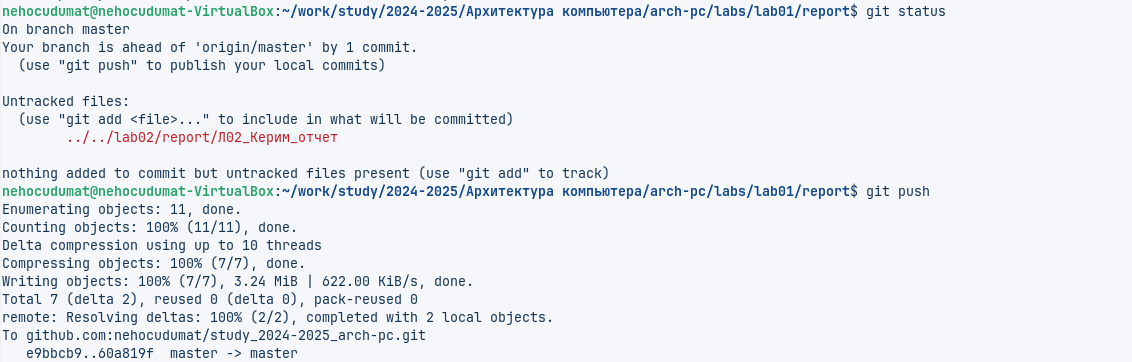 nehocudumat@nehocudumat-VirtualBox:~/work/study/2024-2025/Архитектура компьютера/arch-pc/labs/lab01/report$ git status
On branch master
Your branch is ahead of 'origin/master' by 1 commit.
  (use "git push" to publish your local commits)

Untracked files:
  (use "git add <file>..." to include in what will be committed)
        ../../lab02/report/Л02_Керим_отчет

nothing added to commit but untracked files present (use "git add" to track)
nehocudumat@nehocudumat-VirtualBox:~/work/study/2024-2025/Архитектура компьютера/arch-pc/labs/lab01/report$ git push
Enumerating objects: 11, done.
Counting objects: 100% (11/11), done.
Delta compression using up to 10 threads
Compressing objects: 100% (7/7), done.
Writing objects: 100% (7/7), 3.24 MiB | 622.00 KiB/s, done.
Total 7 (delta 2), reused 0 (delta 0), pack-reused 0
remote: Resolving deltas: 100% (2/2), completed with 2 local objects.
To github.com:nehocudumat/study_2024-2025_arch-pc.git
   e9bbcb9..60a819f  master -> master